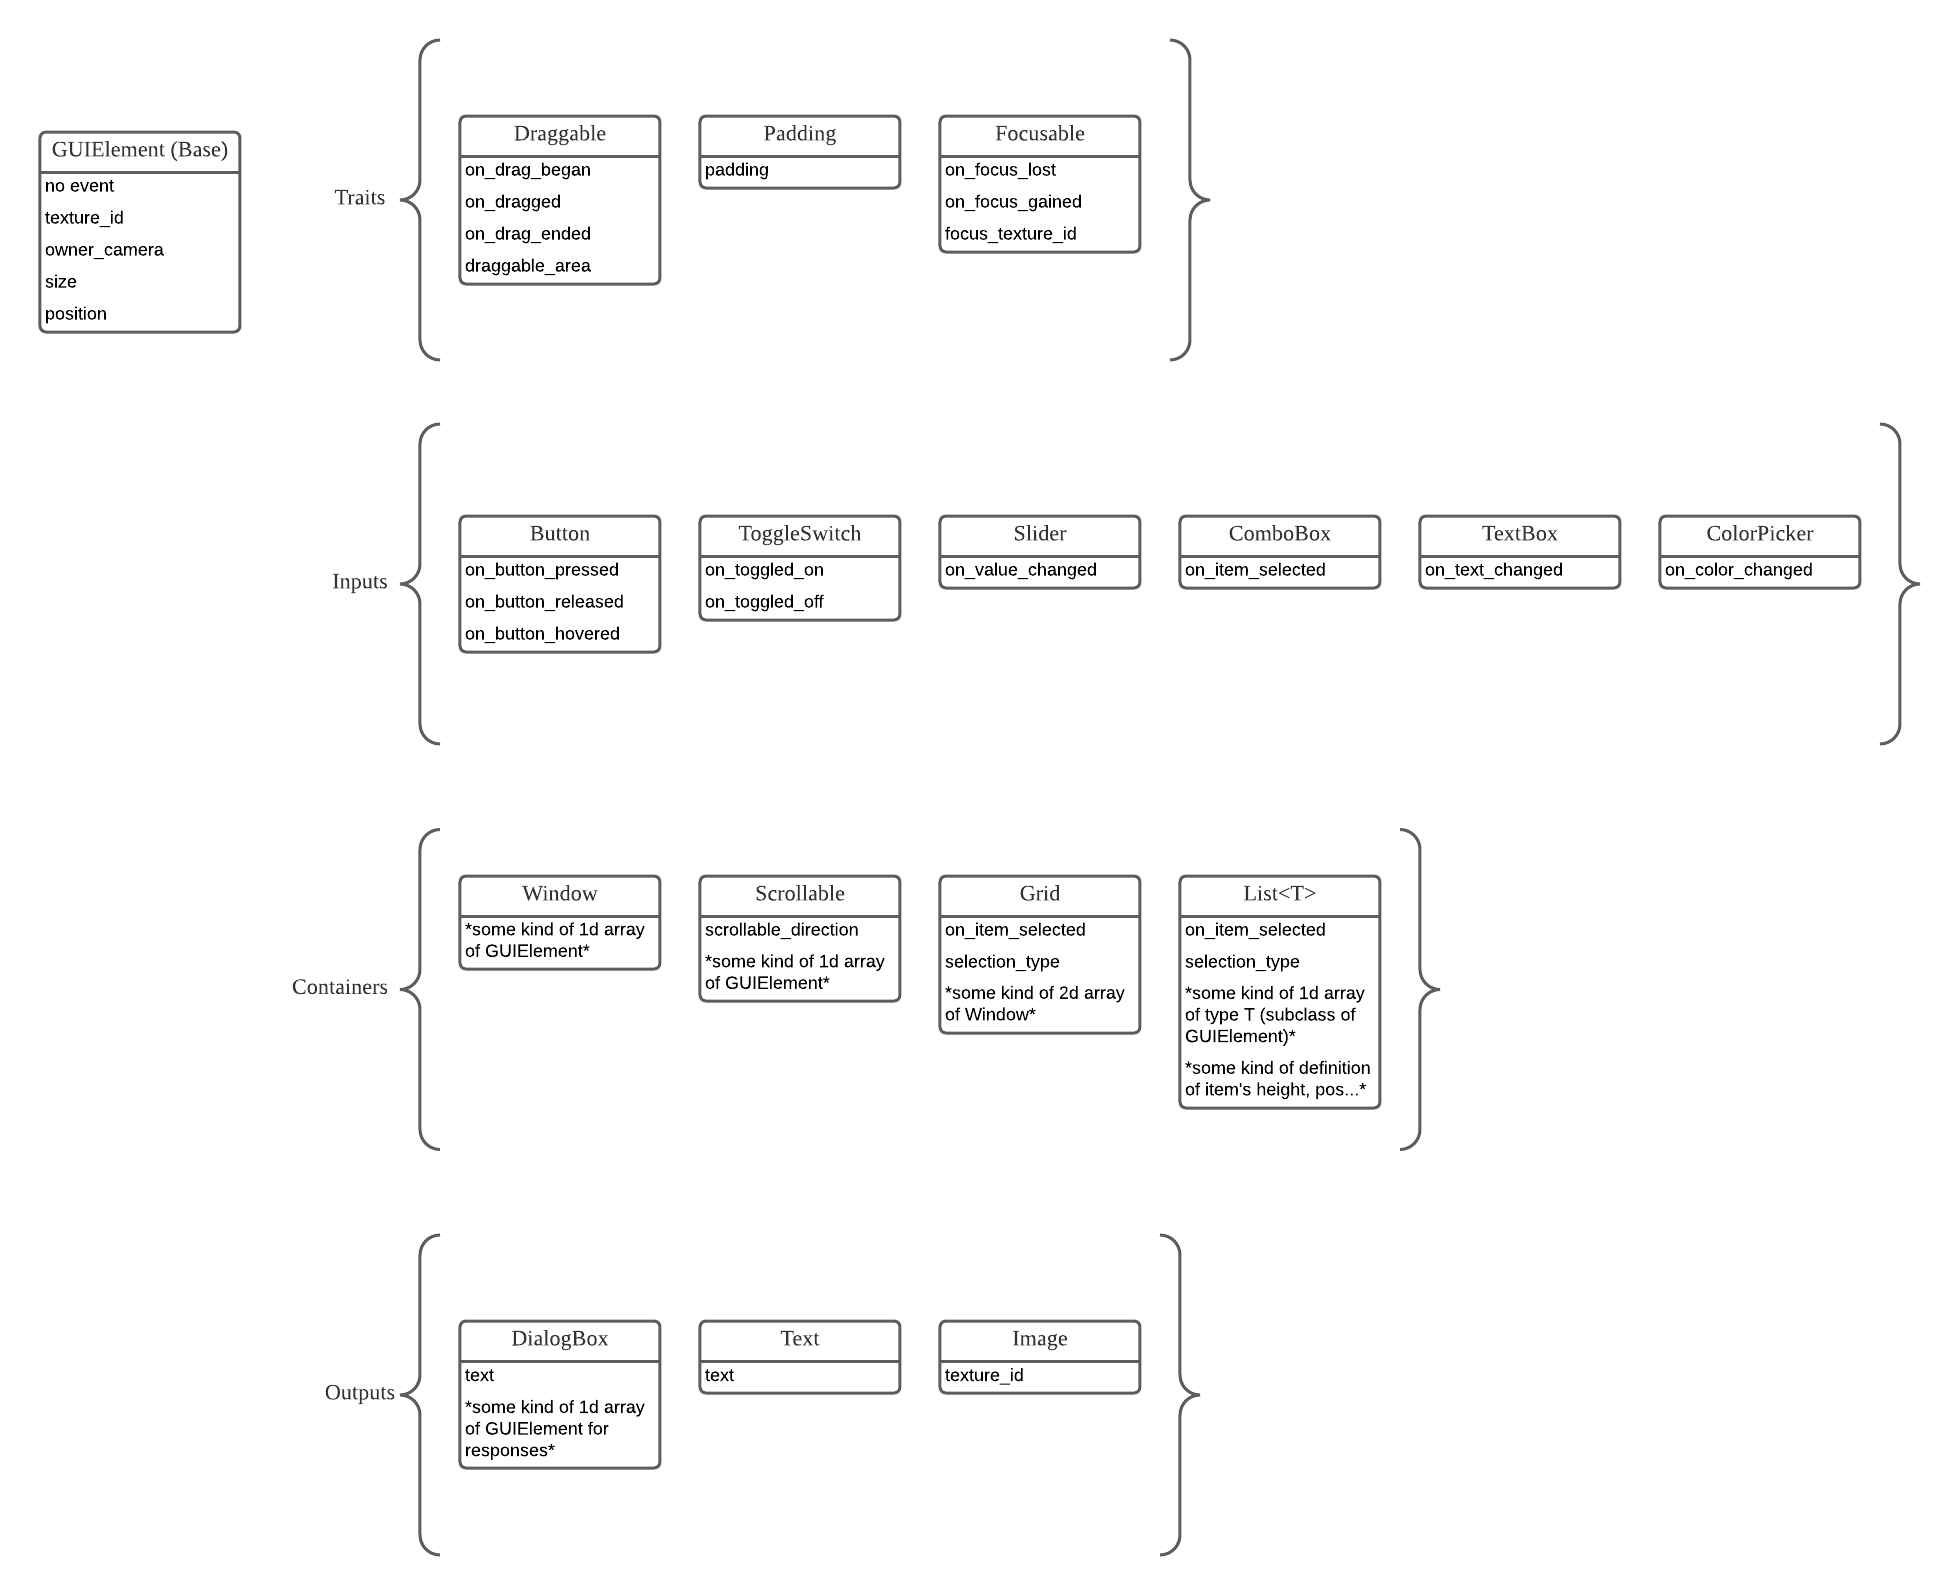 GUIElement (Base)
no event
texture_id
owner_camera
size
position
Traits
Draggable
on_drag_began
on_dragged
on_drag_ended
draggable_area
Padding
padding
Focusable
on_focus_lost
on_focus_gained
focus_texture_id
Inputs
Button
on_button_pressed
on_button_released
on_button_hovered
ToggleSwitch
on_toggled_on
on_toggled_off
Slider
on_value_changed
ComboBox
on_item_selected
TextBox
on_text_changed
ColorPicker
on_color_changed
Containers
Window
*some kind of 1d array
of GUIElement*
Scrollable
scrollable_direction
*some kind of 1d array
of GUIElement*
Grid
on_item_selected
selection_type
*some kind of 2d array
of Window*
List<T>
on_item_selected
selection_type
*some kind of 1d array
of type T (subclass of
GUIElement)*
*some kind of definition
of item's height, pos...*
Outputs
DialogBox
text
*some kind of 1d array
of GUIElement for
responses*
Text
text
Image
texture_id